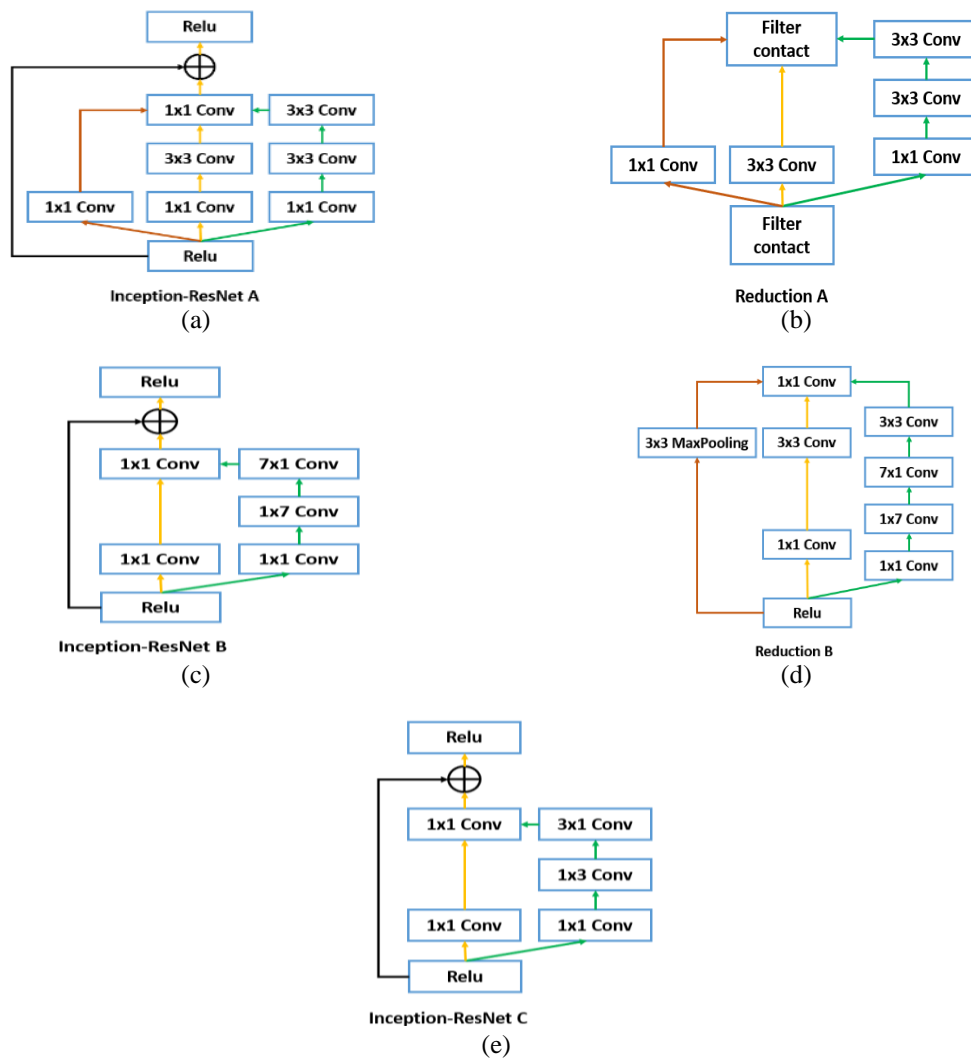 Relu
1x1 Conv
3x3 Conv
3x3 Conv
3x3 Conv
1x1 Conv
1x1 Conv
1x1 Conv
Relu
Inception-ResNet A
(a)
Filter
contact
3x3 Conv
3x3 Conv
1x1 Conv
3x3 Conv
1x1 Conv
Filter
contact
Reduction A
(b)
Relu
1x1 Conv
7x1 Conv
1x7 Conv
1x1 Conv
1x1 Conv
Relu
Inception-ResNet B
(c)
1x1 Conv
3x3 Conv
3x3 MaxPooling
3x3 Conv
7x1 Conv
1x7 Conv
1x1 Conv
1x1 Conv
Relu
Reduction B
(d)
Relu
1x1 Conv
3x1 Conv
1x3 Conv
1x1 Conv
1x1 Conv
Relu
Inception-ResNet C
(e)